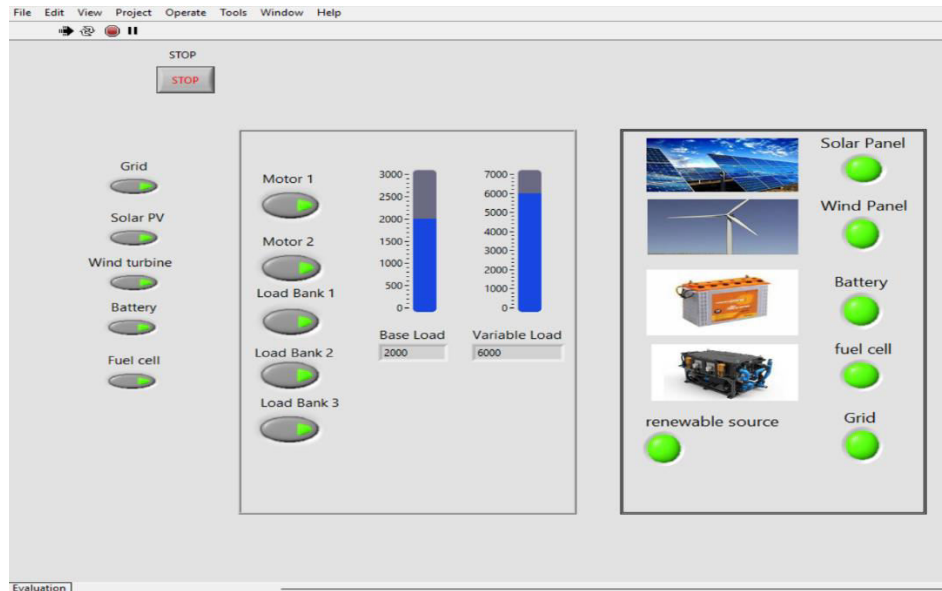 File Edit View Project Operate Tools Window Help
STOP
STOP
Grid
Solar PV
Wind turbine
Battery
Fuel cell
Motor 1
Motor 2
Load Bank 1
Load Bank 2
Load Bank 3
3000
2500
2000
1500
1000
500
0
Base Load
2000
7000
6000
5000
4000
3000
2000
1000
0
Variable Load
6000
Solar Panel
Wind Panel
Battery
fuel cell
renewable source
Grid
Evaluation